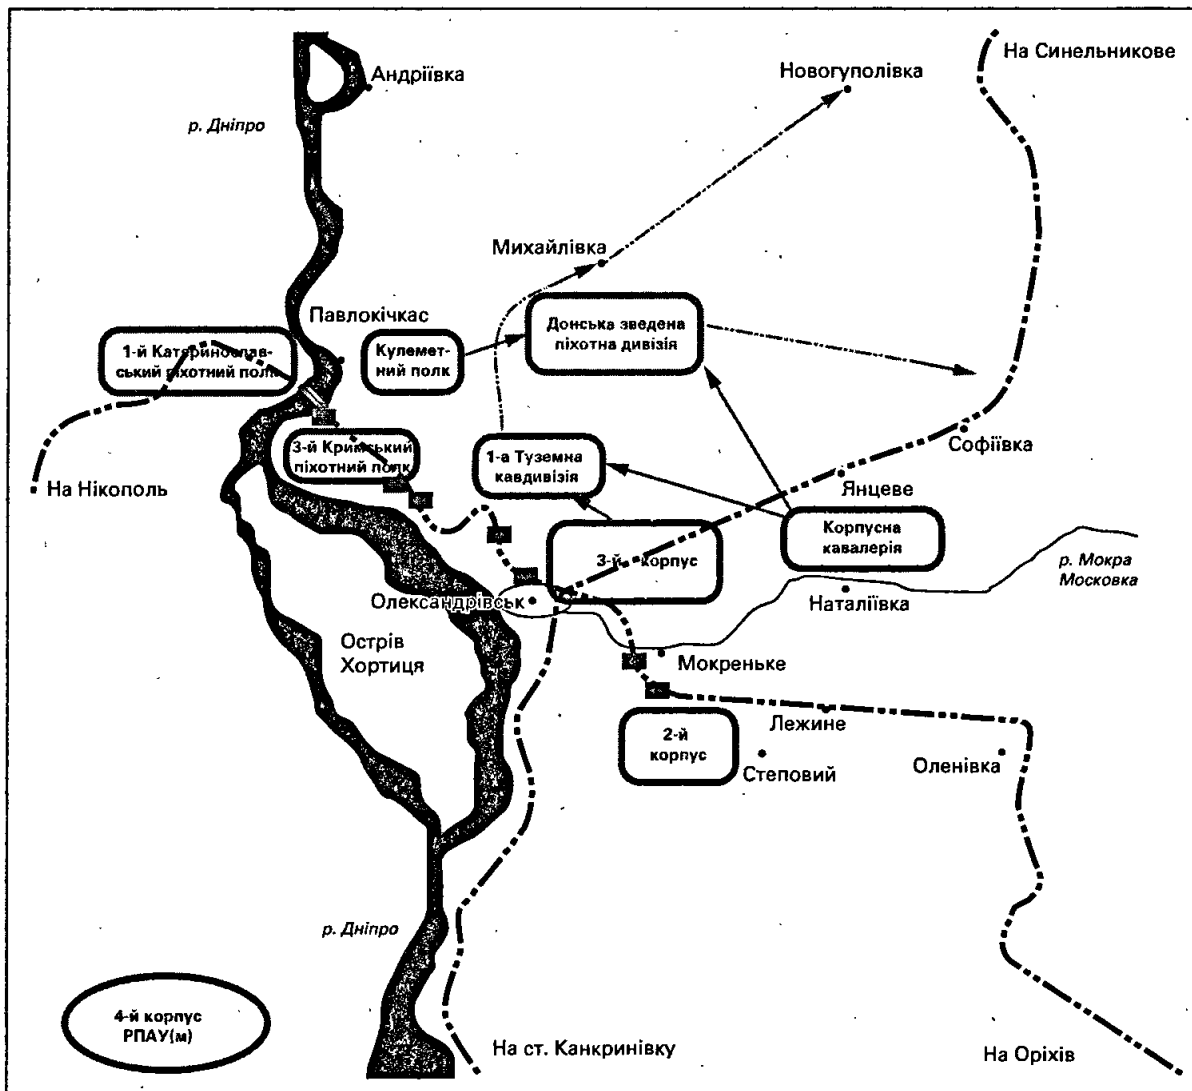 На Синельникове
Андріївка
Новогуполівка
р. Дніпро
Михайлівка
Павлокічкас
Донська зведена
піхотна дивізія
1-й Катеринослав-
ський піхотний полк
Кулемет-
ний полк
Софіївка
3-й Кримський
піхотний полк
1-а Туземна
кавдивізія
На Нікополь
Янцеве
Корпусна
кавалерія
3-й корпус
р. Мокра
Московка
Олександрівськ
Наталіївка
Острів
Хортиця
Мокреньке
2-й
корпус
Лежине
Степовий
Оленівка
р. Дніпро
4-й корпус
РПАУ(м)
На ст. Канкринівку
На Оріхів